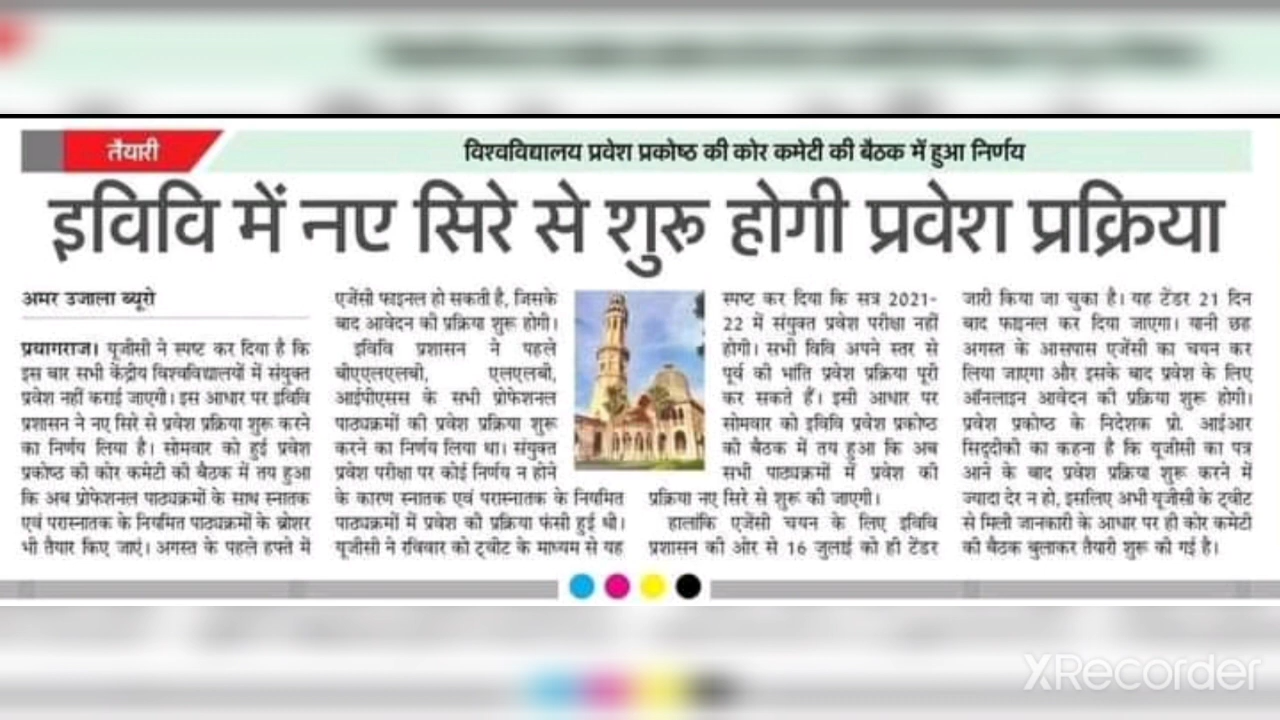 तैयारी
विश्वविद्यालय प्रवेश प्रकोष्ठ की कोर कमेटी की बैठक में हुआ निर्णय
इविवि में नए सिरे से शुरू होगी प्रवेश प्रक्रिया
अमर उजाला ब्यूरो
प्रयागराज। यूजीसी ने स्पष्ट कर दिया है कि
इस बार सभी केंद्रीय विश्वविद्यालयों में संयुक्त
प्रवेश नहीं कराई जाएगी। इस आधार पर इविवि
प्रशासन ने नए सिरे से प्रवेश प्रक्रिया शुरू करने
का निर्णय लिया है। सोमवार को हुई प्रवेश
प्रकोष्ठ की कोर कमेटी की बैठक में तय हुआ
कि अब प्रोफेशनल पाठ्यक्रमों के साथ स्नातक
एवं परास्नातक के नियमित पाठ्यक्रमों के ब्रोशर
भी तैयार किए जाएं। अगस्त के पहले हफ्ते में
एजेंसी फाइनल हो सकती है, जिसके
बाद आवेदन की प्रक्रिया शुरू होगी।
इविवि प्रशासन ने पहले
बीएएलएलबी, एलएलबी,
आईपीएसस के सभी प्रोफेशनल
पाठ्यक्रमों की प्रवेश प्रक्रिया शुरू
करने का निर्णय लिया था। संयुक्त
प्रवेश परीक्षा पर कोई निर्णय न होने
के कारण स्नातक एवं परास्नातक के नियमित
पाठ्यक्रमों में प्रवेश की प्रक्रिया फंसी हुई थी।
यूजीसी ने रविवार को ट्वीट के माध्यम से यह
स्पष्ट कर दिया कि सत्र 2021-
22 में संयुक्त प्रवेश परीक्षा नहीं
होगी। सभी विवि अपने स्तर से
पूर्व की भांति प्रवेश प्रक्रिया पूरी
कर सकते हैं। इसी आधार पर
सोमवार को इविवि प्रवेश प्रकोष्ठ
की बैठक में तय हुआ कि अब
सभी पाठ्यक्रमों में प्रवेश की
प्रक्रिया नए सिरे से शुरू की जाएगी।
हालांकि एजेंसी चयन के लिए इविवि
प्रशासन की ओर से 16 जुलाई को ही टेंडर
जारी किया जा चुका है। यह टेंडर 21 दिन
बाद फाइनल कर दिया जाएगा। यानी छह
अगस्त के आसपास एजेंसी का चयन कर
लिया जाएगा और इसके बाद प्रवेश के लिए
ऑनलाइन आवेदन की प्रक्रिया शुरू होगी।
प्रवेश प्रकोष्ठ के निदेशक प्रो. आईआर
सिद्दीकी का कहना है कि यूजीसी का पत्र
आने के बाद प्रवेश प्रक्रिया शुरू करने में
ज्यादा देर न हो, इसलिए अभी यूजीसी के ट्वीट
से मिली जानकारी के आधार पर ही कोर कमेटी
की बैठक बुलाकर तैयारी शुरू की गई है।
XRecorder